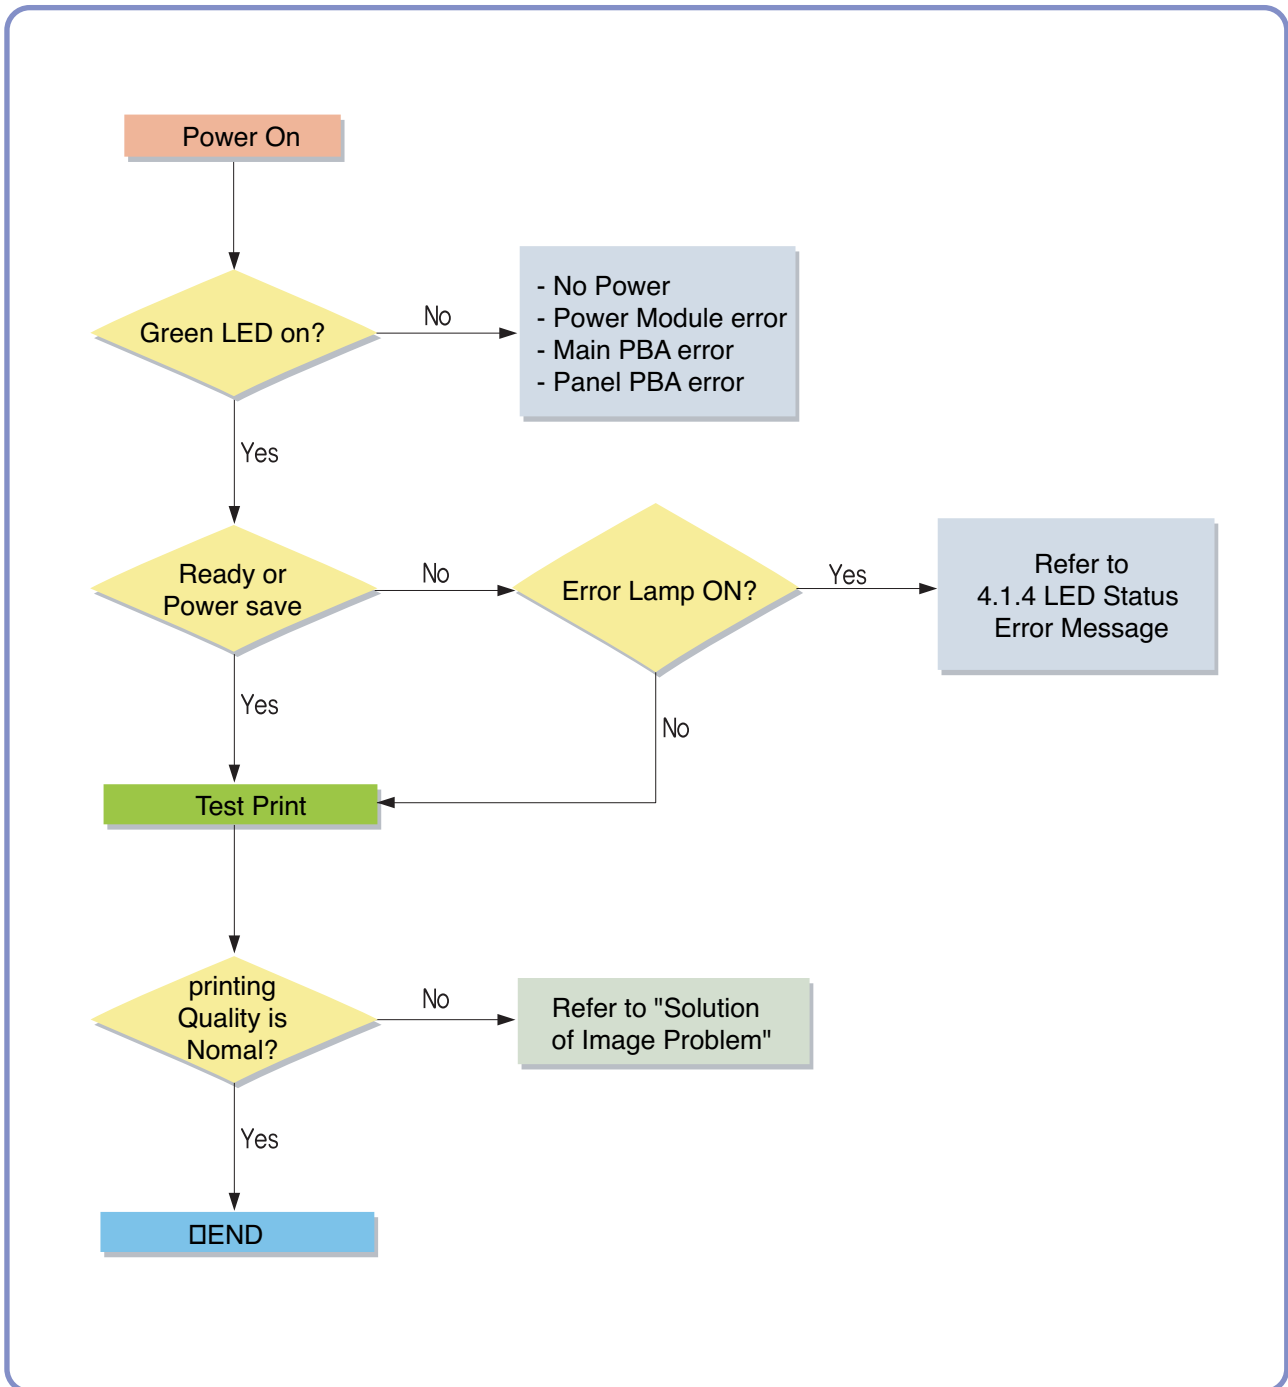 Power On
Green LED on?
No
- No Power
- Power Module error
- Main PBA error
- Panel PBA error
Yes
Ready or
Power save
No
Error Lamp ON?
Yes
Refer to
4.1.4 LED Status
Error Message
Yes
No
Test Print
printing
Quality is
Nomal?
No
Refer to "Solution
of Image Problem"
Yes
□END